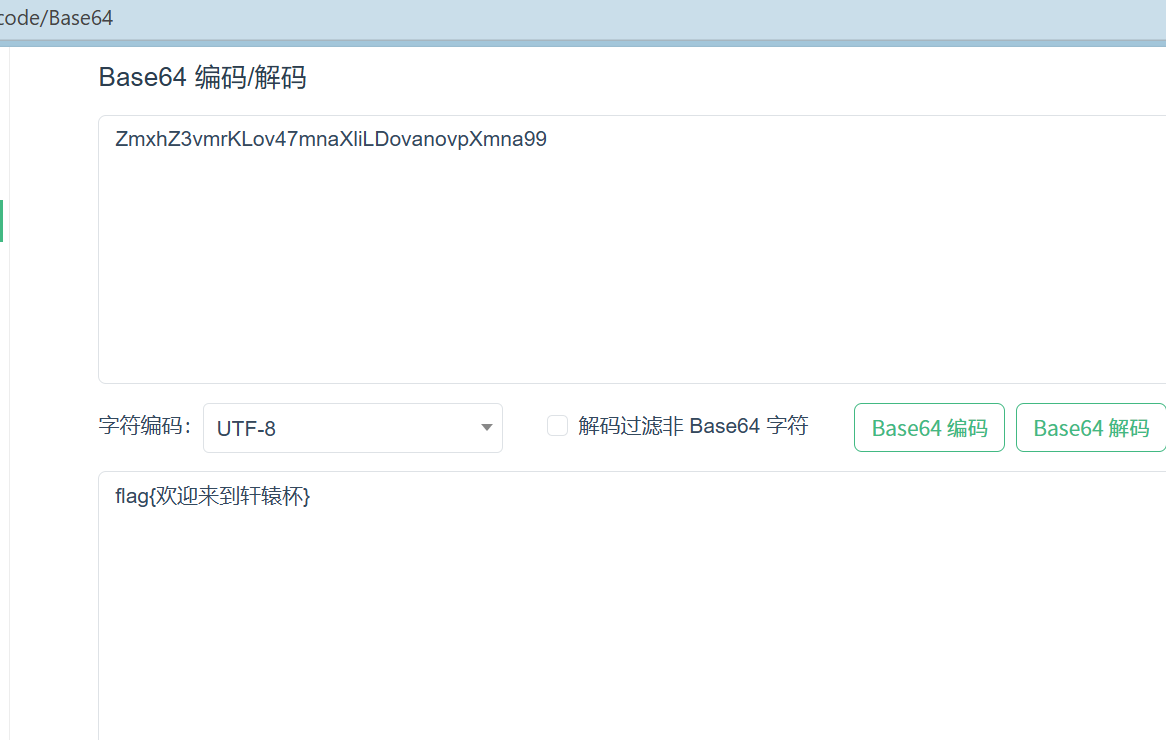 code/Base64
Base64 编码/解码
ZmxhZ3vmrKLov47mnaXliLDovanovpXmna99
字符编码：
UTF-8
解码过滤非 Base64 字符
Base64 编码
Base64 解码
flag{欢迎来到轩辕杯}